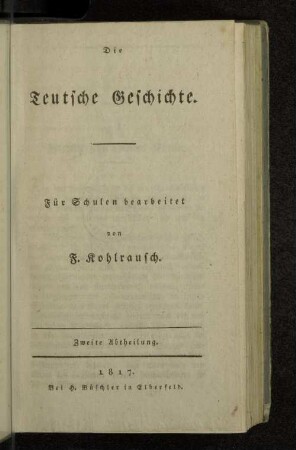 Die
Teutsche Geschichte.
Für Schulen bearbeitet
von
F. Kohlrausch.
Zweite Abtheilung.
1817.
Bei H. Büschler in Elberfeld.